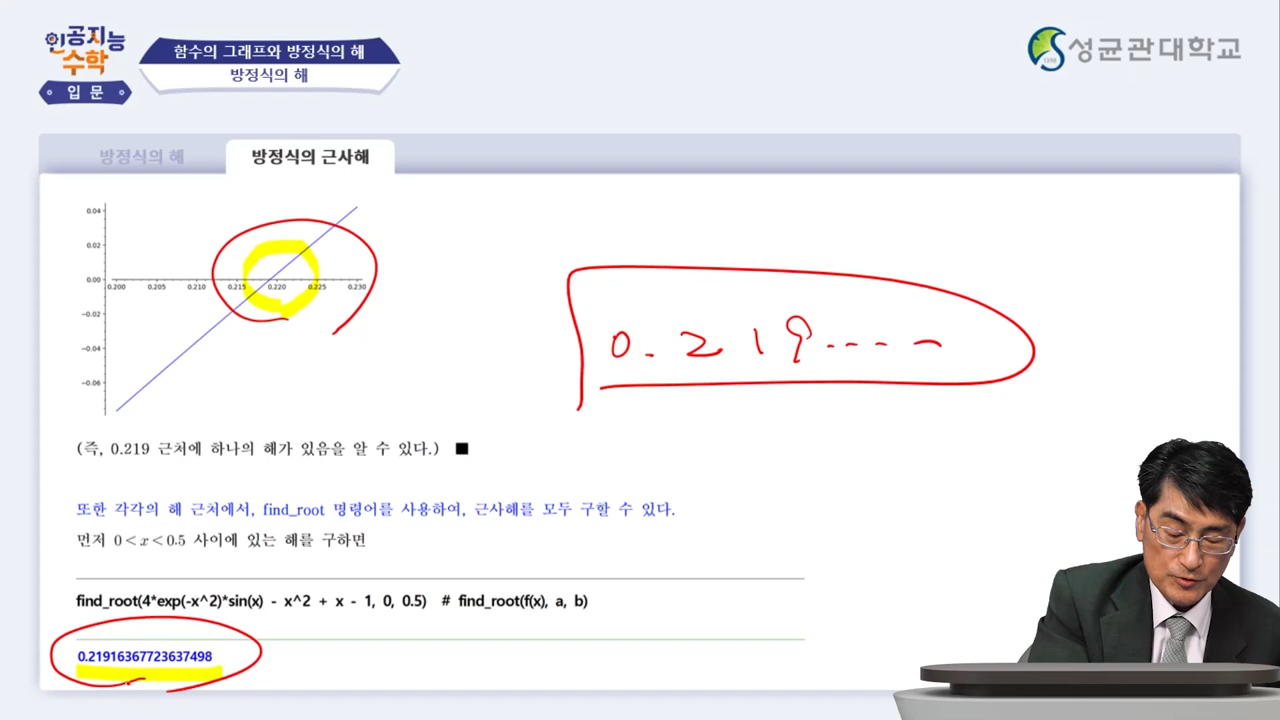 인공지능
수학
입문
함수의 그래프와 방정식의 해
방정식의 해
성균관대학교
방정식의 해
방정식의 근사해
0.04
0.02
0.00
0.200 0.205 0.210 0.215 0.220 0.225 0.230
−0.02
−0.04
−0.06
0.219....
(즉, 0.219 근처에 하나의 해가 있음을 알 수 있다.) ■
또한 각각의 해 근처에서, find_root 명령어를 사용하여, 근사해를 모두 구할 수 있다.
먼저 0<x<0.5 사이에 있는 해를 구하면
find_root(4*exp(-x^2)*sin(x) - x^2 + x - 1, 0, 0.5) # find_root(f(x), a, b)
0.21916367723637498